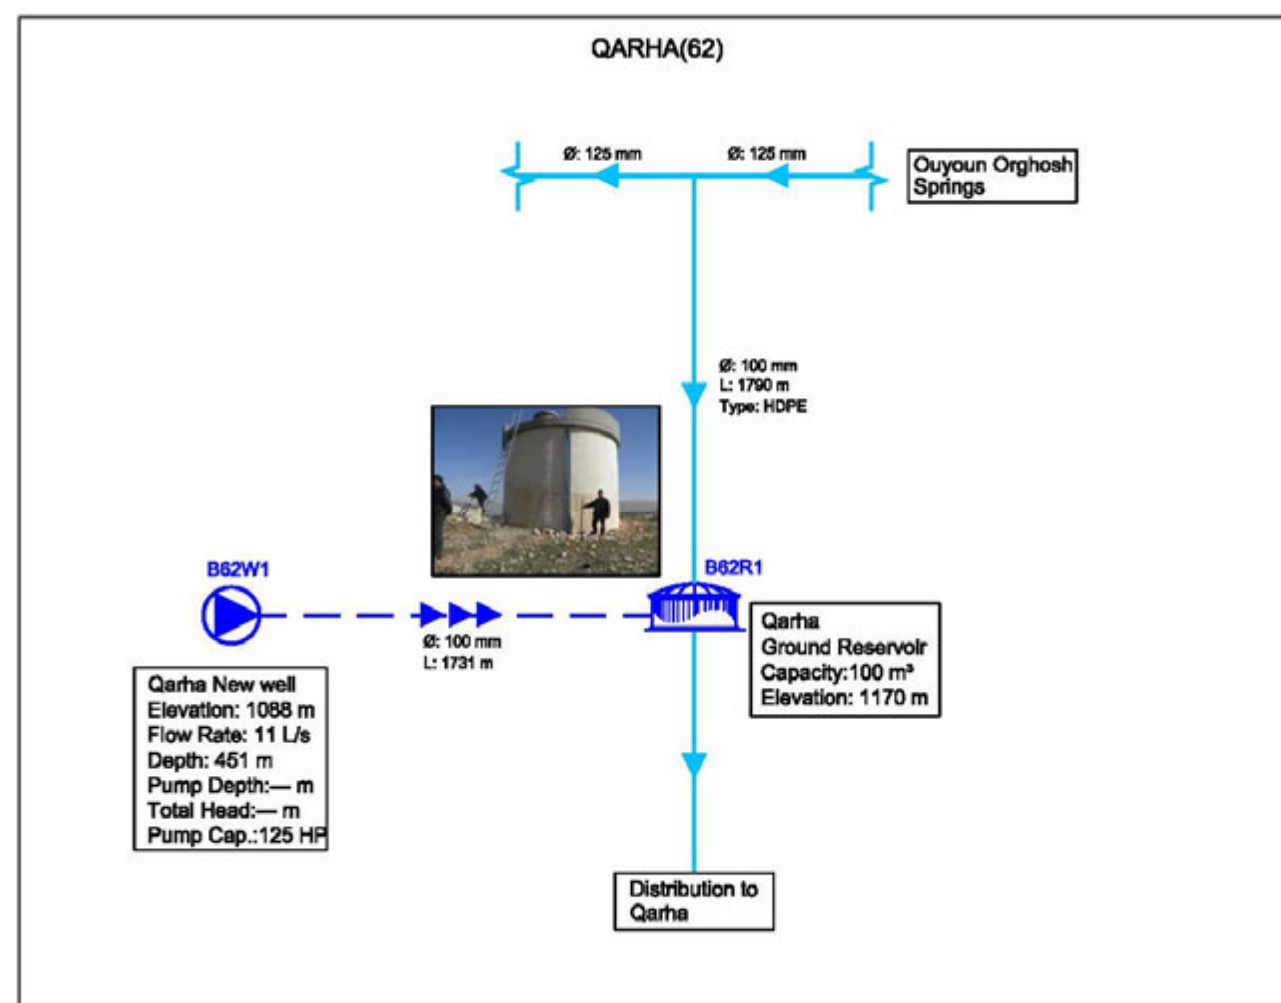 QARHA(62)
Ø: 125 mm
Ø: 125 mm
Ouyoun Orghosh
Springs
Ø: 100 mm
L: 1790 m
Type: HDPE
B62W1
B62R1
Ø: 100 mm
L: 1731 m
Qarha
Ground Reservoir
Capacity:100 m³
Elevation: 1170 m
Qarha New well
Elevation: 1088 m
Flow Rate: 11 L/s
Depth: 451 m
Pump Depth:— m
Total Head:— m
Pump Cap.:125 HP
Distribution to
Qarha